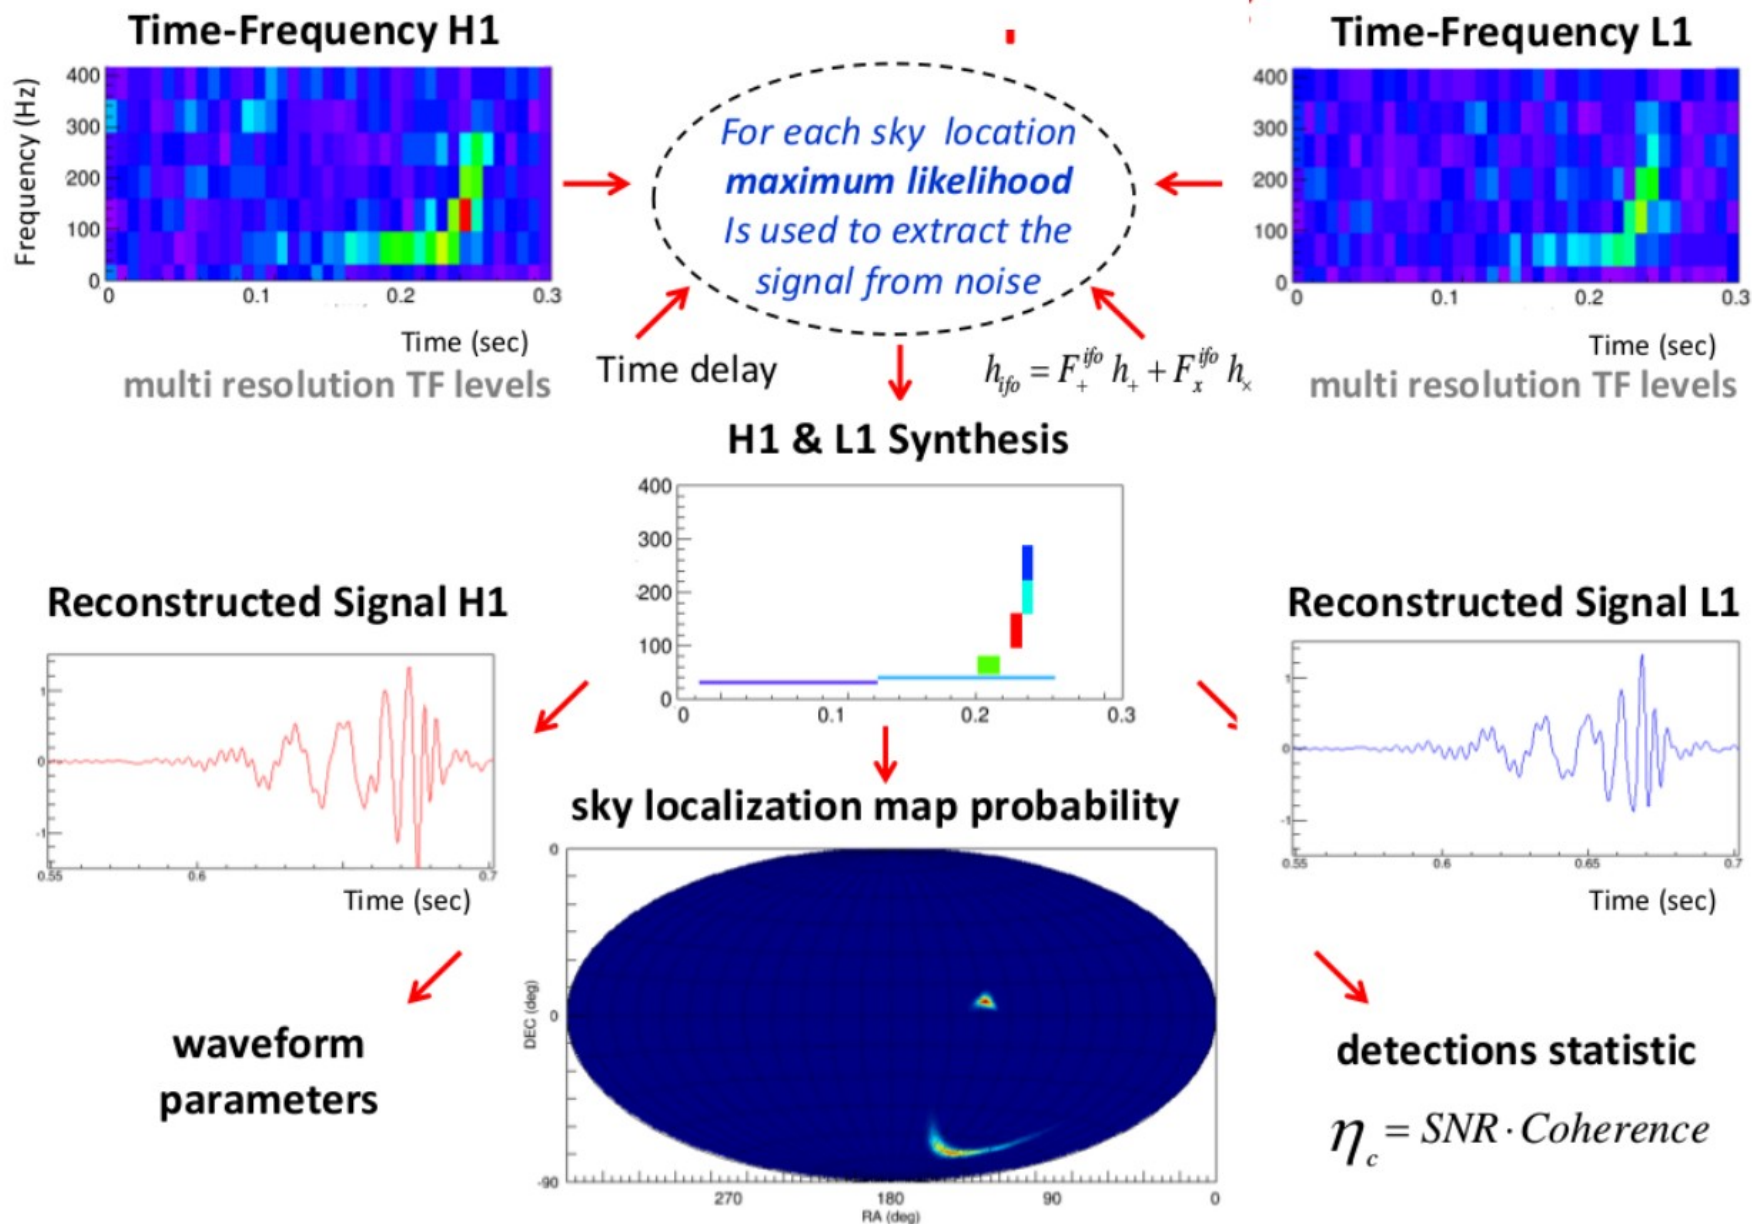 Time-Frequency H1
Time-Frequency L1
Frequency (Hz)
400
300
200
100
0
0
0.1
0.2
0.3
Time (sec)
multi resolution TF levels
For each sky location
maximum likelihood
Is used to extract the
signal from noise
400
300
200
100
0
0
0.1
0.2
0.3
Time (sec)
multi resolution TF levels
Time delay
h_ifo = F_+^ifo h_+ + F_x^ifo h_×
H1 & L1 Synthesis
400
300
200
100
0
0
0.1
0.2
0.3
Reconstructed Signal H1
1
0
-1
0.55
0.6
0.7
Time (sec)
Reconstructed Signal L1
1
0
-1
0.55
0.6
0.65
0.7
Time (sec)
sky localization map probability
0
DEC (deg)
0
-90
270
180
90
0
RA (deg)
waveform
parameters
detections statistic
η_c = SNR · Coherence